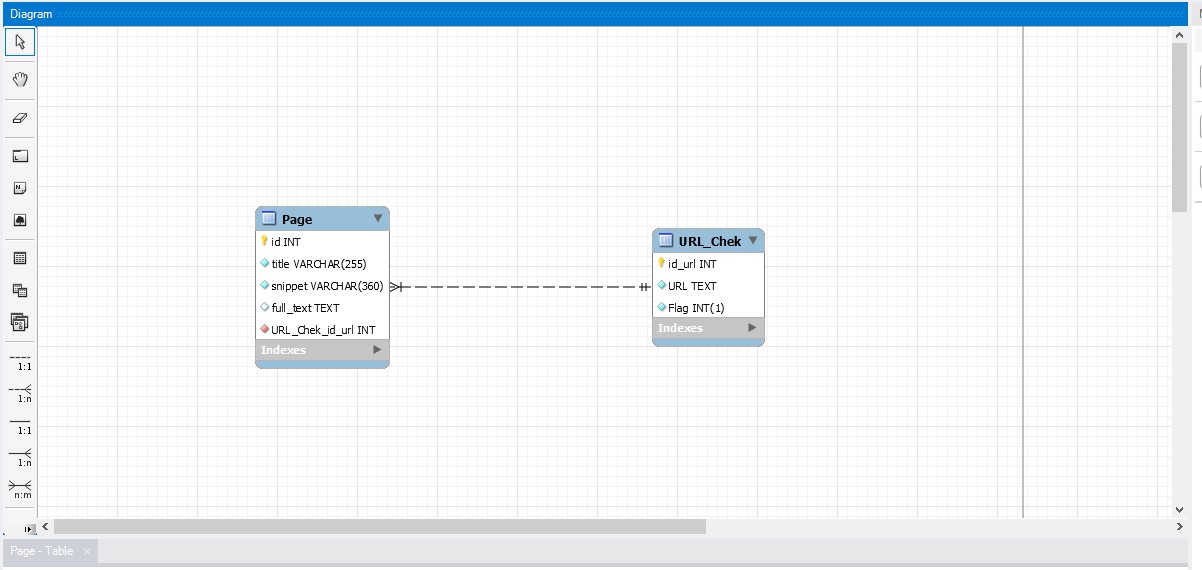 Diagram
Page
id INT
title VARCHAR(255)
snippet VARCHAR(360)
full_text TEXT
URL_Chek_id_url INT
Indexes
URL_Chek
id_url INT
URL TEXT
Flag INT(1)
Indexes
1:1
1:n
1:1
1:n
n:m
Page - Table